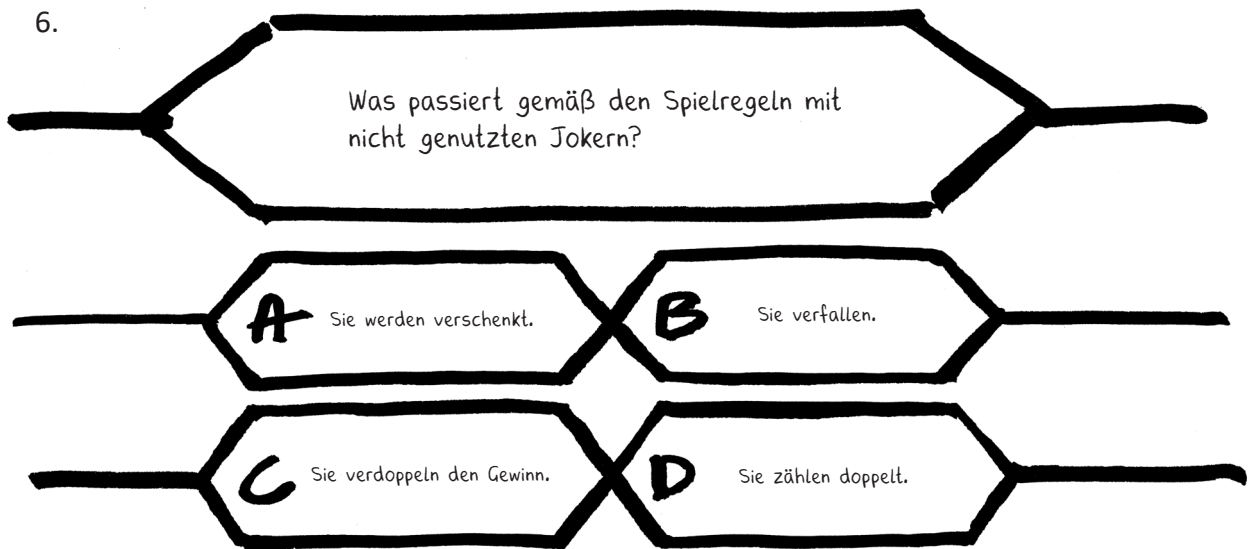 6.
Was passiert gemäß den Spielregeln mit
nicht genutzten Jokern?
A Sie werden verschenkt.
B Sie verfallen.
C Sie verdoppeln den Gewinn.
D Sie zählen doppelt.